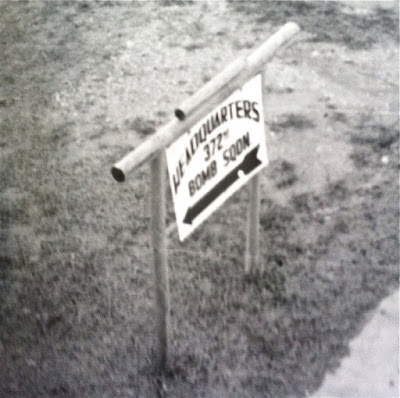 HEADQUARTERS
372ND
BOMB SQDN